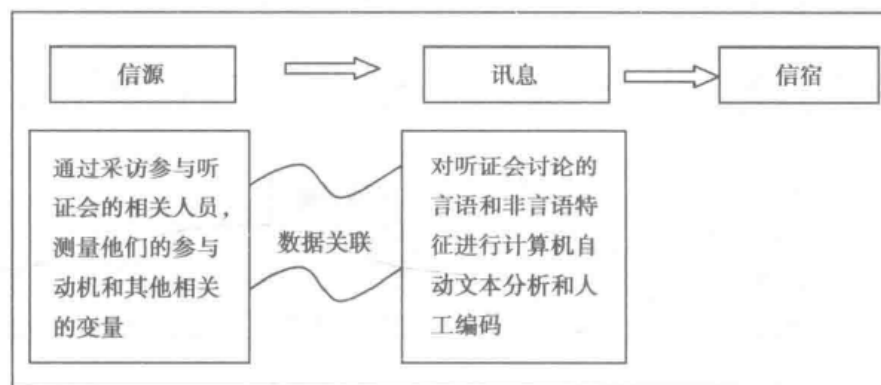 信源
讯息
信宿
通过采访参与听
证会的相关人员，
测量他们的参与
动机和其他相关
的变量
数据关联
对听证会讨论的
言语和非言语特
征进行计算机自
动文本分析和人
工编码